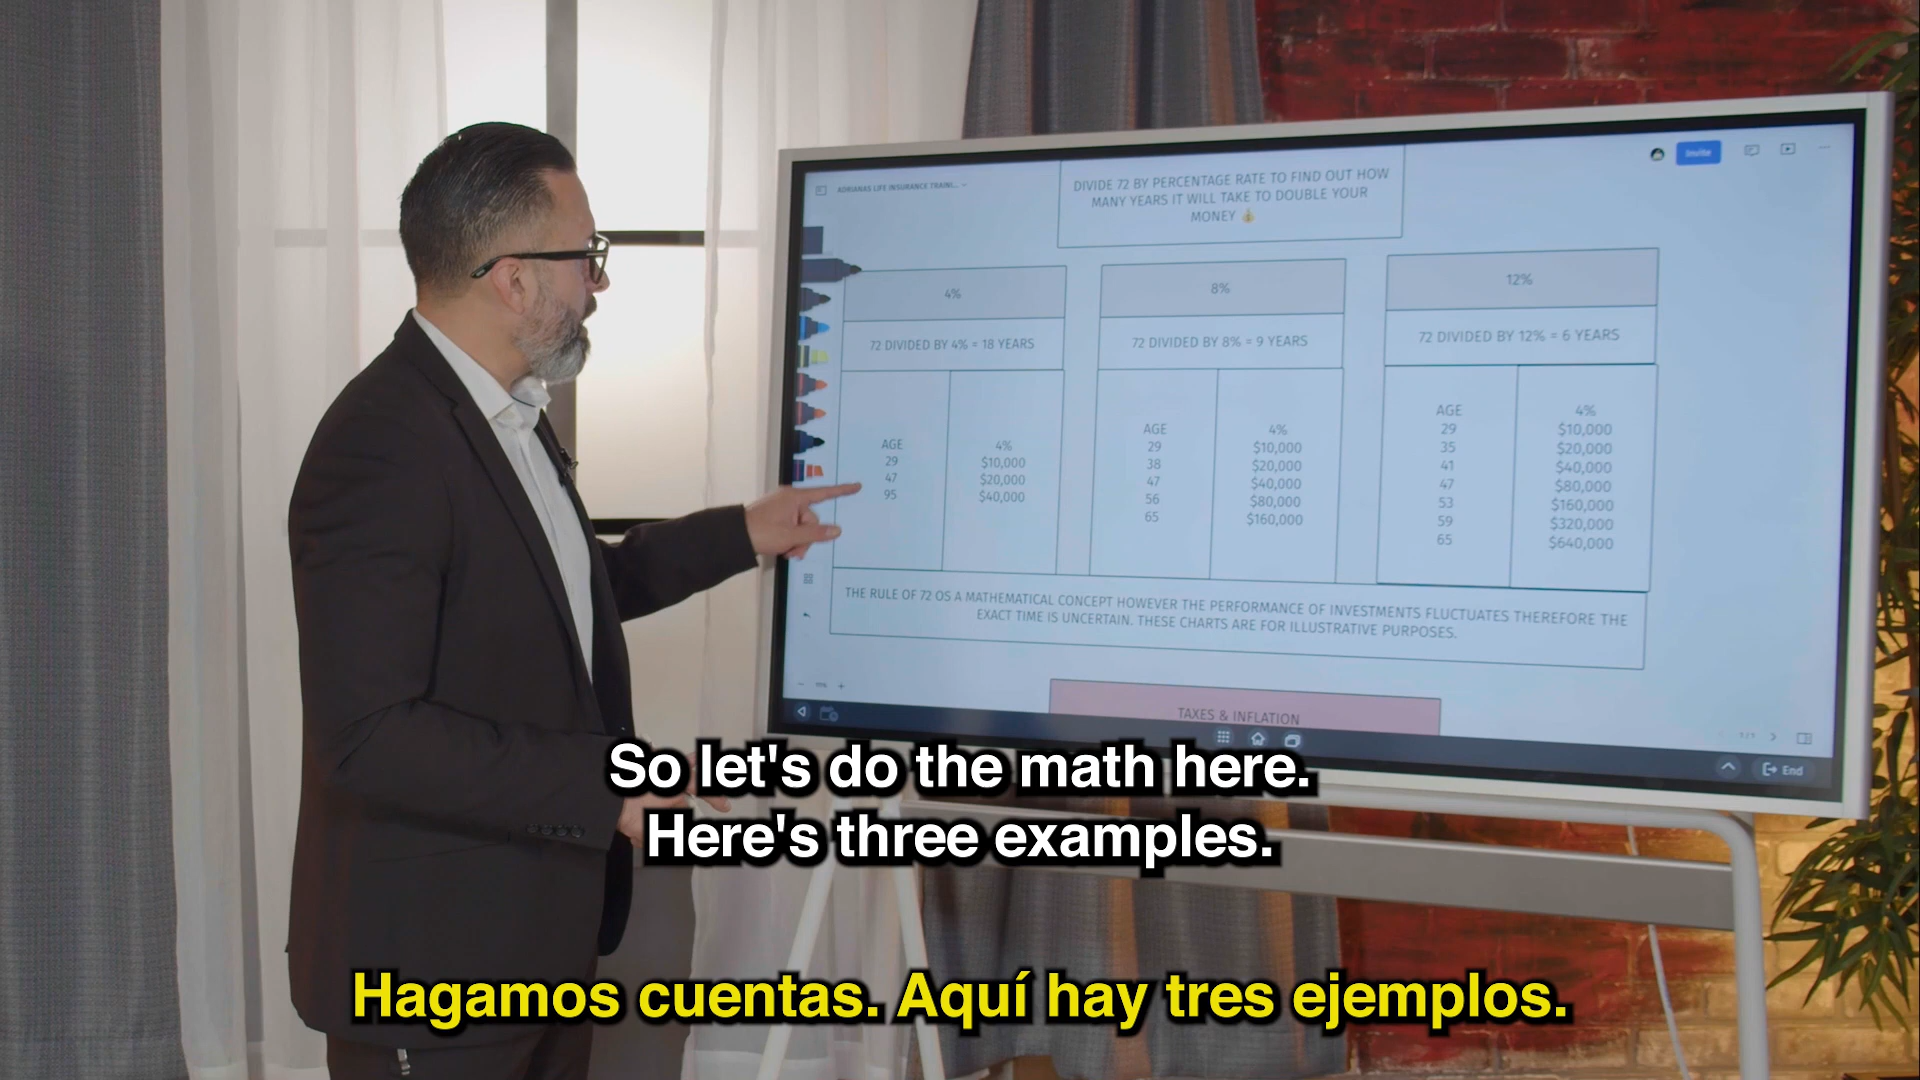 ADRIANAS LIFE INSURANCE TRAINI...
Invite
DIVIDE 72 BY PERCENTAGE RATE TO FIND OUT HOW
MANY YEARS IT WILL TAKE TO DOUBLE YOUR
MONEY 💰
4%
72 DIVIDED BY 4% = 18 YEARS
AGE
29
47
95
4%
$10,000
$20,000
$40,000
8%
72 DIVIDED BY 8% = 9 YEARS
AGE
29
38
47
56
65
4%
$10,000
$20,000
$40,000
$80,000
$160,000
12%
72 DIVIDED BY 12% = 6 YEARS
AGE
29
35
41
47
53
59
65
4%
$10,000
$20,000
$40,000
$80,000
$160,000
$320,000
$640,000
THE RULE OF 72 OS A MATHEMATICAL CONCEPT HOWEVER THE PERFORMANCE OF INVESTMENTS FLUCTUATES THEREFORE THE
EXACT TIME IS UNCERTAIN. THESE CHARTS ARE FOR ILLUSTRATIVE PURPOSES.
TAXES & INFLATION
1/1
End
So let's do the math here.
Here's three examples.
Hagamos cuentas. Aquí hay tres ejemplos.